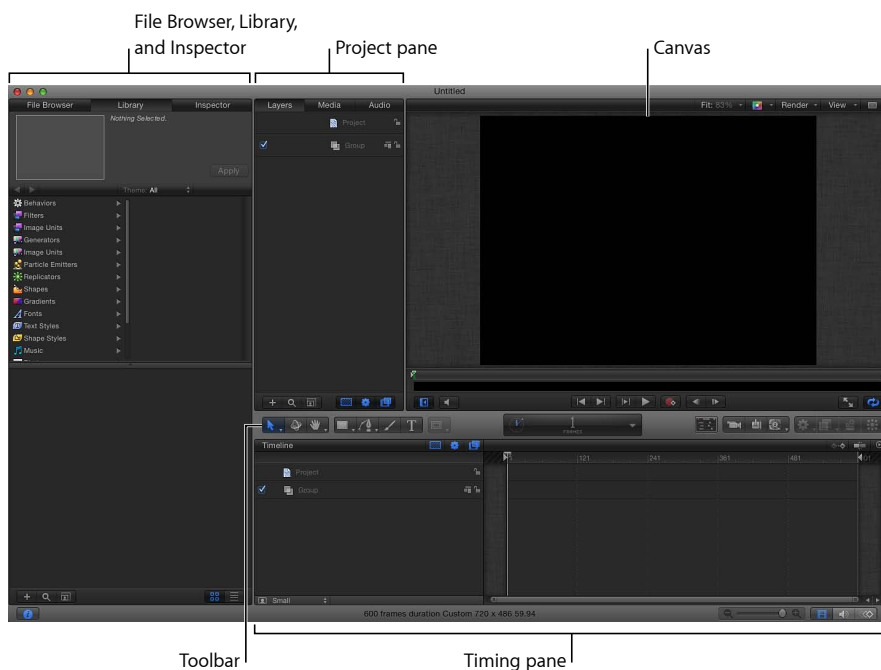 File Browser, Library,
and Inspector
Project pane
Canvas
Untitled
File Browser
Library
Inspector
Layers
Media
Audio
Fit: 83%
Render
View
Nothing Selected.
Apply
Project
Group
Theme: All
Behaviors
Filters
Image Units
Generators
Image Units
Particle Emitters
Replicators
Shapes
Gradients
Fonts
Text Styles
Shape Styles
Music
1
FRAMES
Timeline
1
121
241
361
481
Project
Group
Small
600 frames duration Custom 720 x 486 59.94
Toolbar
Timing pane